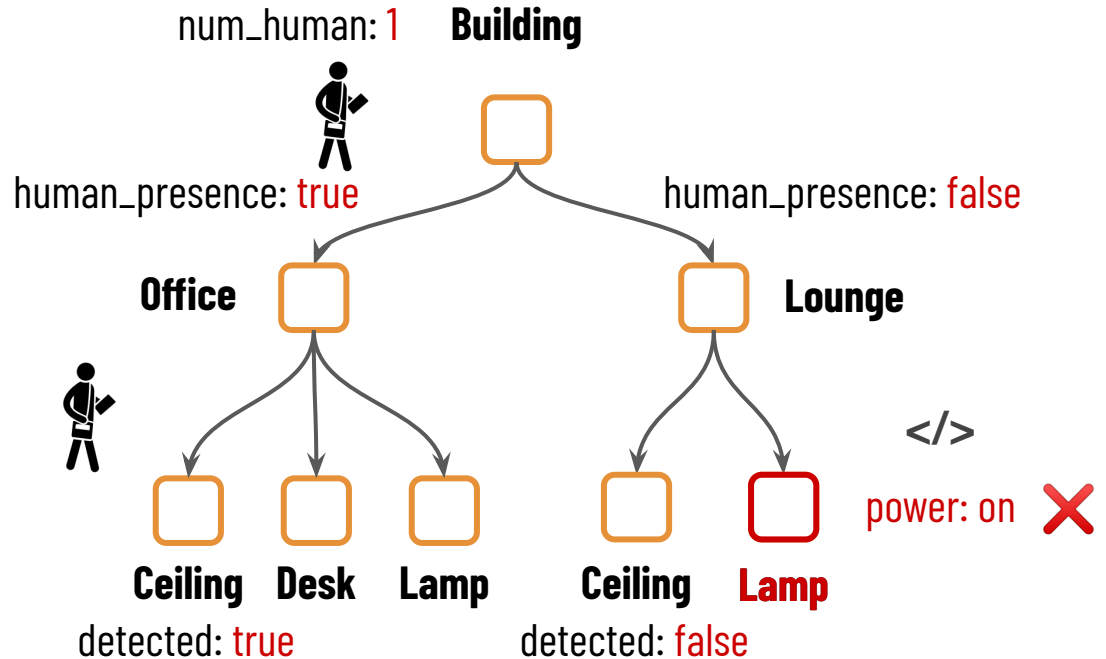 num_human: 1 Building
human_presence: true
human_presence: false
Office
Lounge
</>
power: on
Ceiling Desk Lamp Ceiling Lamp
detected: true
detected: false